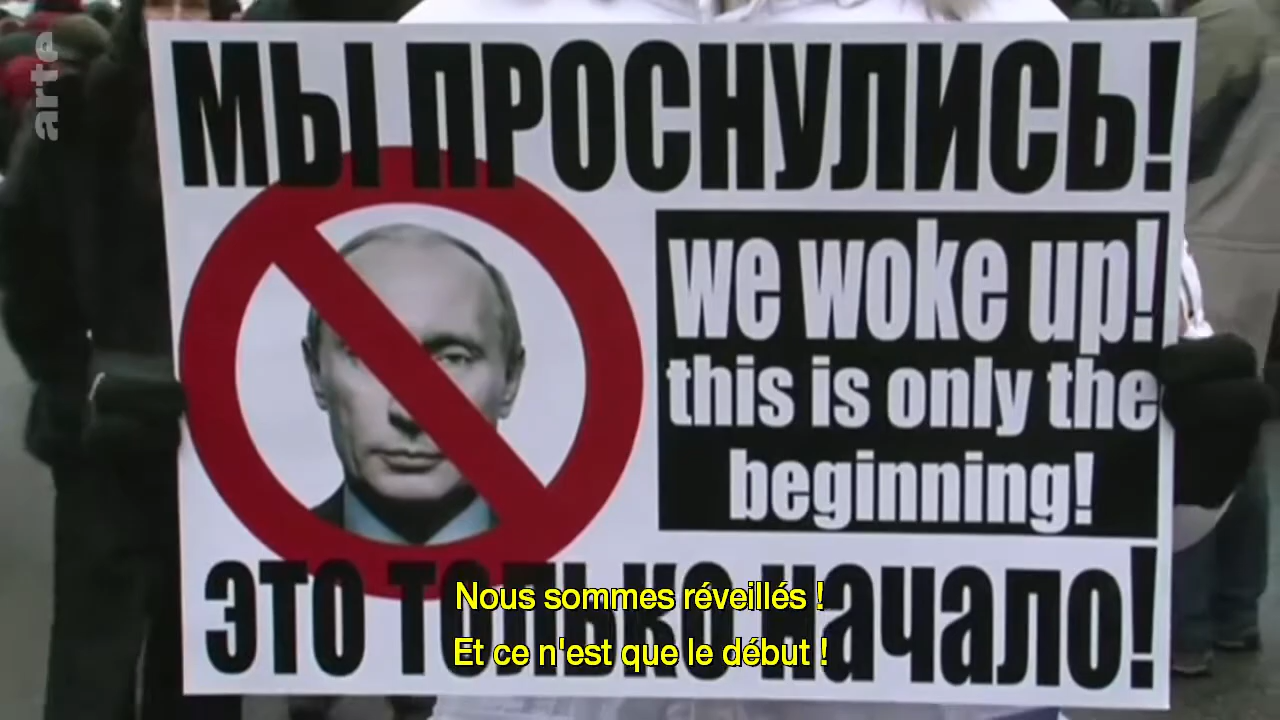 arte
МЫ ПРОСНУЛИСЬ!
we woke up!
this is only the
beginning!
ЭТО ТОЛЬКО НАЧАЛО!
Nous sommes réveillés !
Et ce n'est que le début !